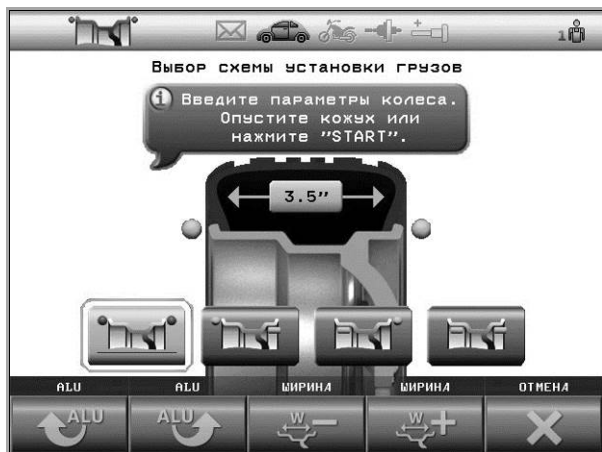 1
Выбор схемы установки грузов
i Введите параметры колеса.
Опустите кожух или
нажмите "START".
3.5"
ALU ALU ШИРИНА ШИРИНА ОТМЕНА
ALU ALU W W